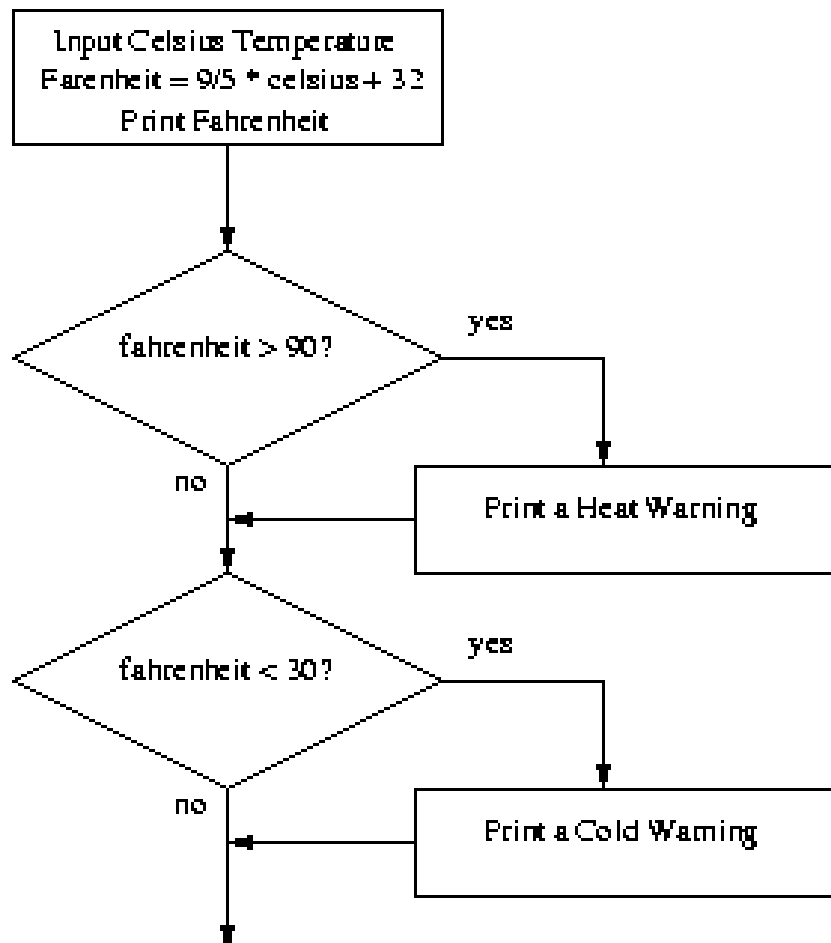 Input Celsius Temperature
Farenheit = 9/5 * celsius + 32
Print Fahrenheit
fahrenheit > 90?
yes
no
Print a Heat Warning
fahrenheit < 30?
yes
no
Print a Cold Warning